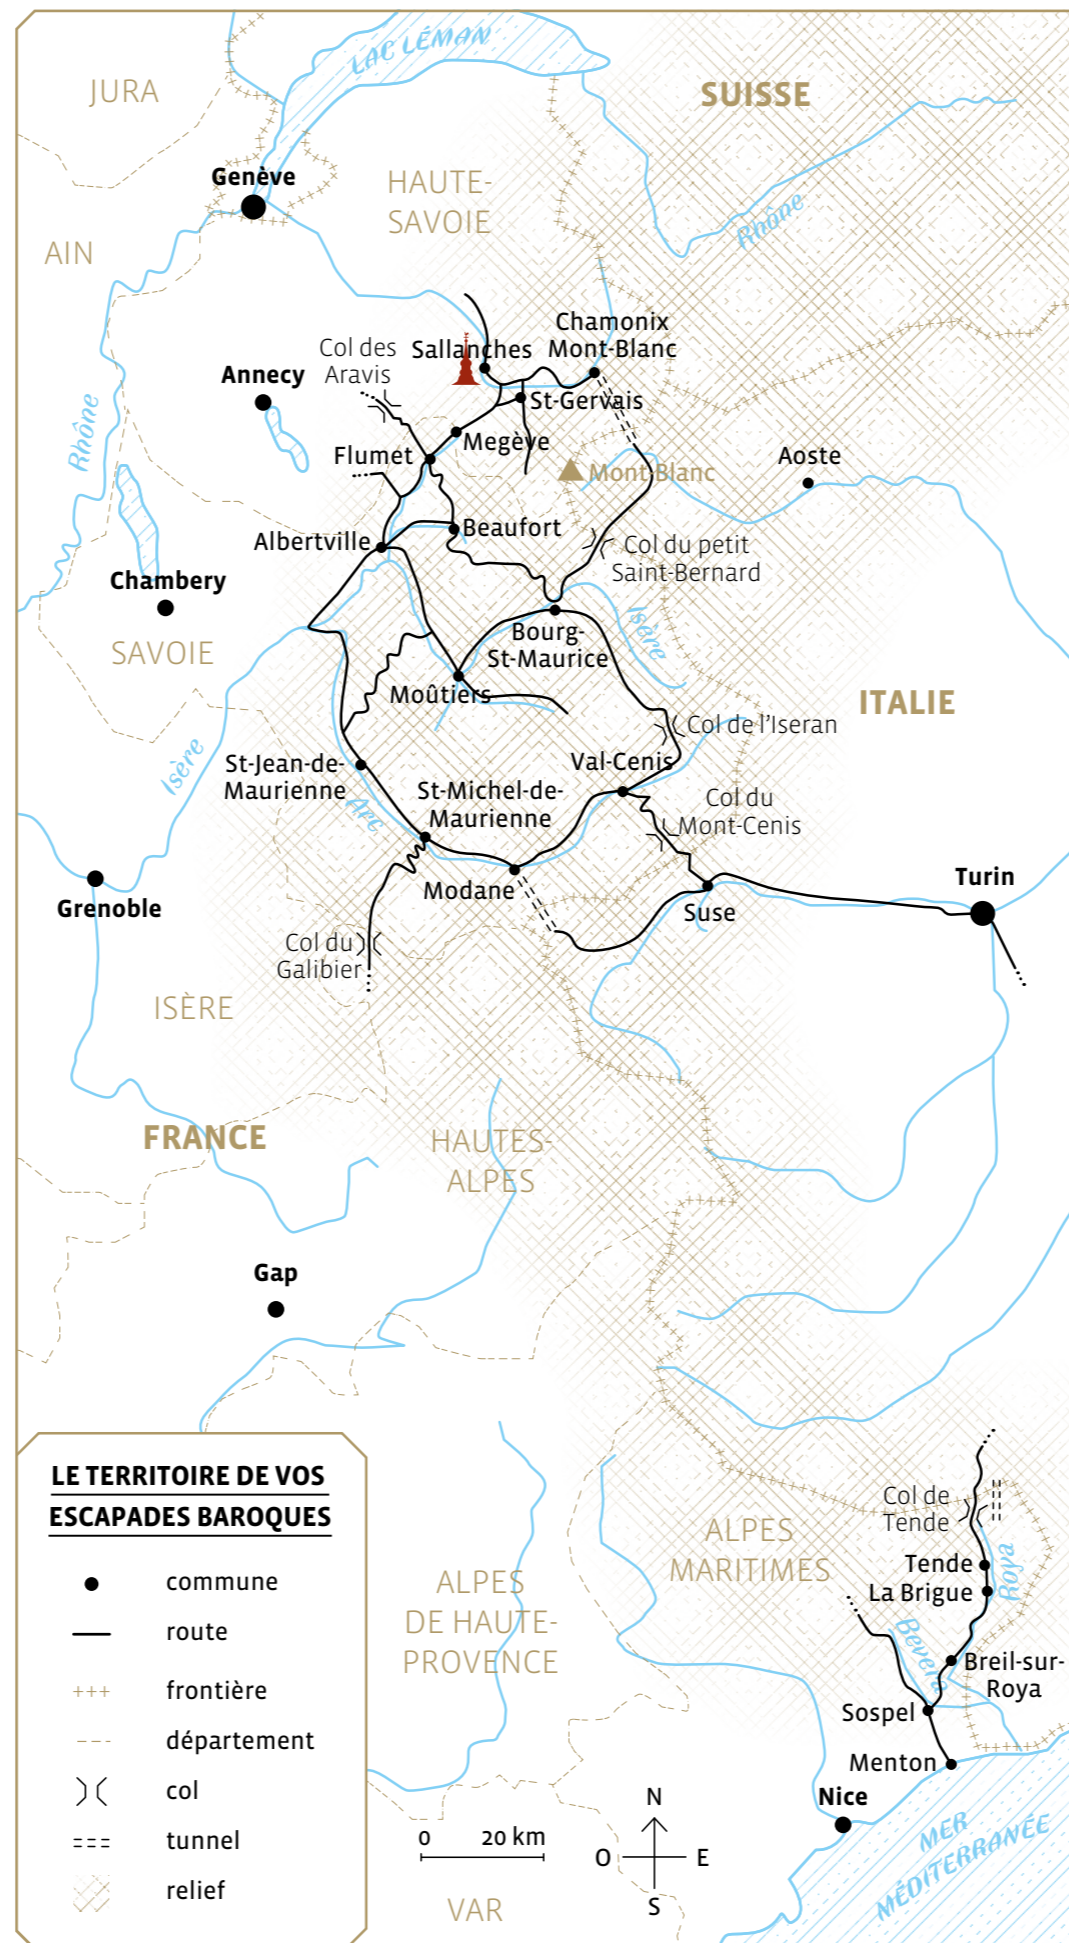 LAC LÉMAN
JURA
SUISSE
Genève
HAUTE-
SAVOIE
Rhône
AIN
Chamonix
Mont-Blanc
Col des
Aravis
Sallanches
Annecy
St-Gervais
Rhône
Megève
Flumet
Mont-Blanc
Aoste
Beaufort
Albertville
Col du petit
Saint-Bernard
Chambery
Isère
Bourg-
St-Maurice
SAVOIE
Moûtiers
ITALIE
Col de l'Iseran
Isère
St-Jean-de-
Maurienne
Val-Cenis
Arc
St-Michel-de-
Maurienne
Col du
Mont-Cenis
Grenoble
Modane
Suse
Turin
Col du
Galibier
ISÈRE
FRANCE
HAUTES-
ALPES
Gap
LE TERRITOIRE DE VOS
ESCAPADES BAROQUES
commune
route
frontière
département
col
tunnel
relief
ALPES
DE HAUTE-
PROVENCE
ALPES
MARITIMES
Col de
Tende
Tende
La Brigue
Roya
Bevera
Breil-sur-
Roya
Sospel
Menton
Nice
MER
MÉDITERRANÉE
0 20 km
N
O E
S
VAR